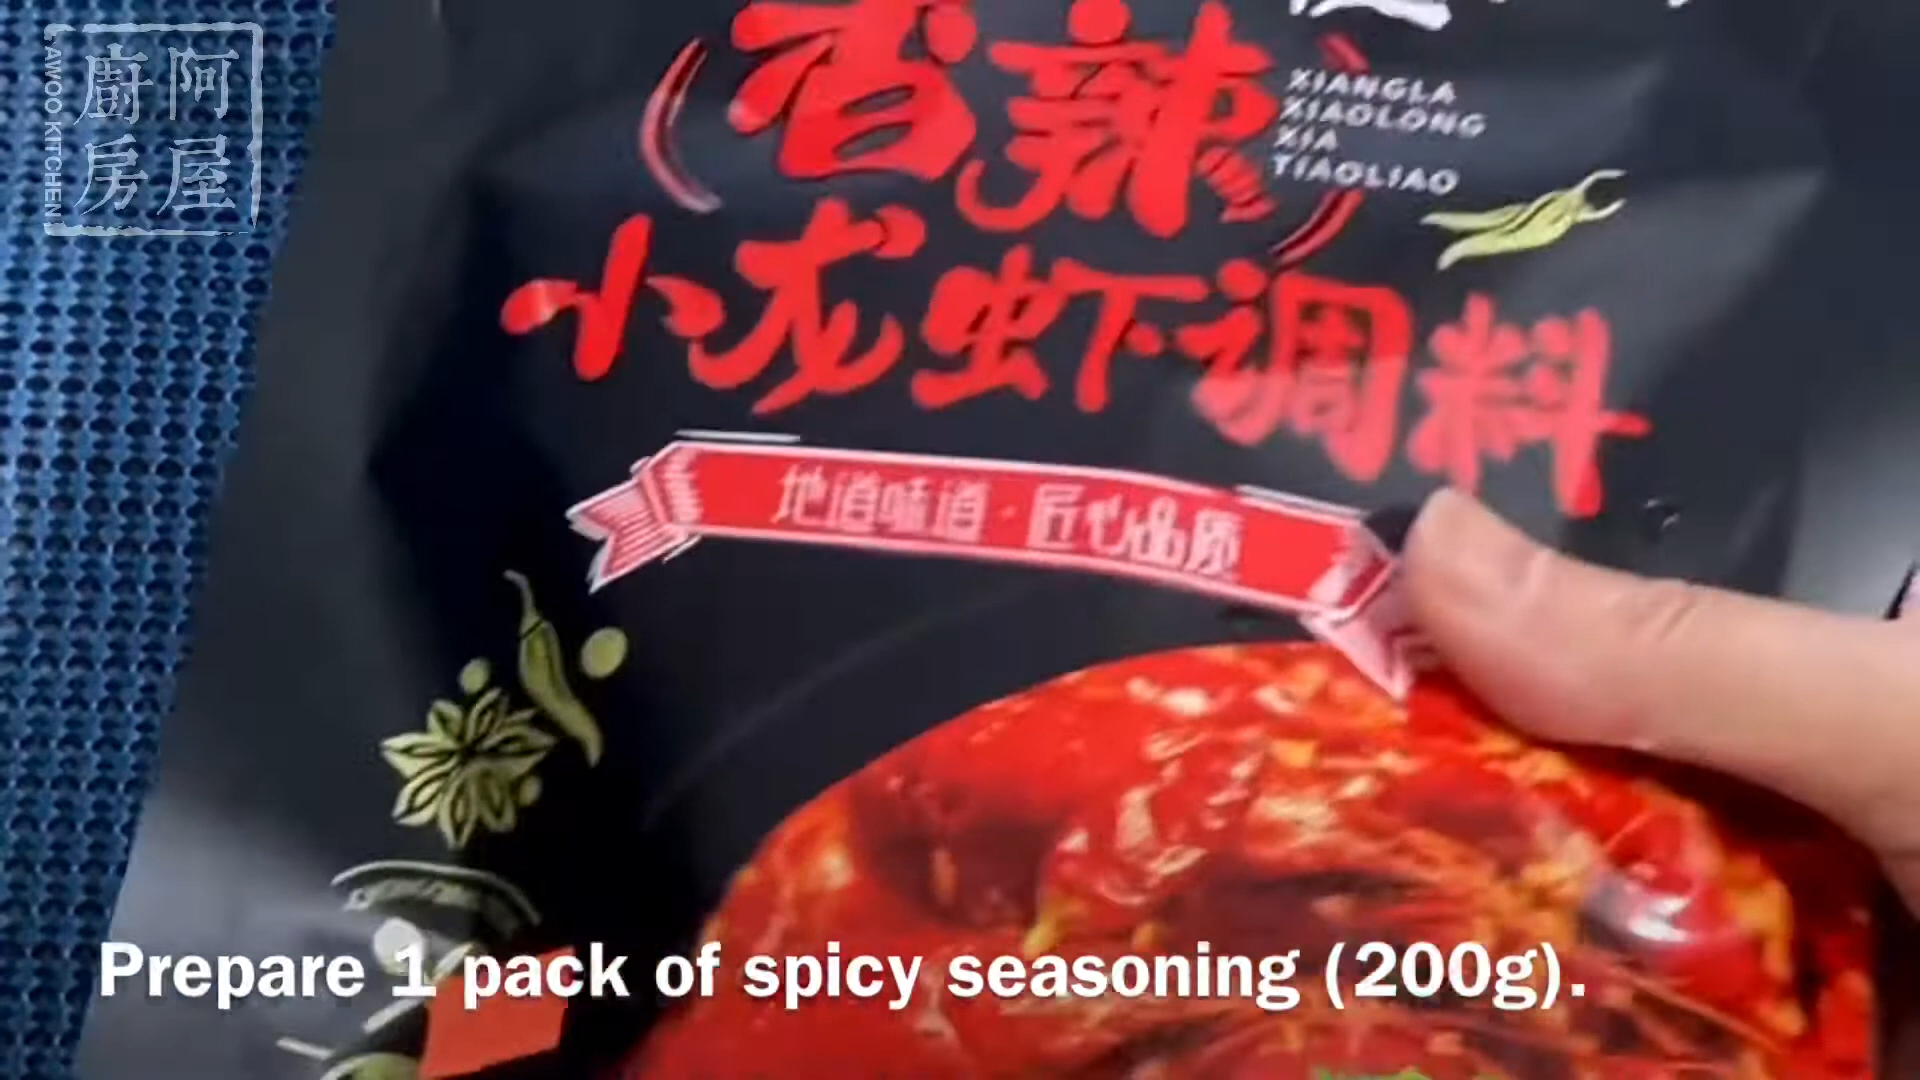 阿屋
廚房
AWOO KITCHEN
香辣
XIANGLA
XIAOLONG
XIA
TIAOLIAO
小龙虾调料
地道味道·匠心品质
Prepare 1 pack of spicy seasoning (200g).